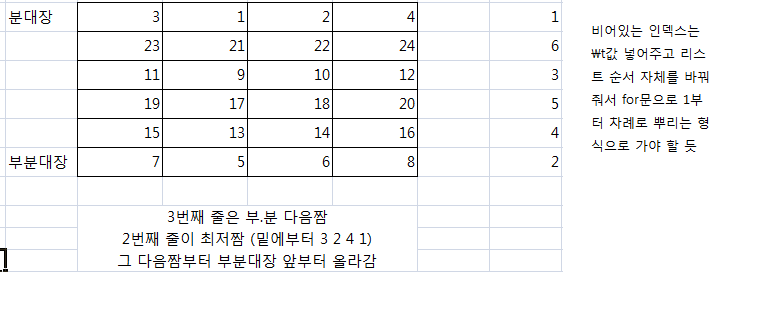 분대장 3 1 2 4 1
23 21 22 24 6
11 9 10 12 3
19 17 18 20 5
15 13 14 16 4
부분대장 7 5 6 8 2
3번째 줄은 부.분 다음짬
2번째 줄이 최저짬 (밑에부터 3 2 4 1)
그 다음짬부터 부분대장 앞부터 올라감
비어있는 인덱스는
₩t값 넣어주고 리스
트 순서 자체를 바꿔
줘서 for문으로 1부
터 차례로 뿌리는 형
식으로 가야 할 듯